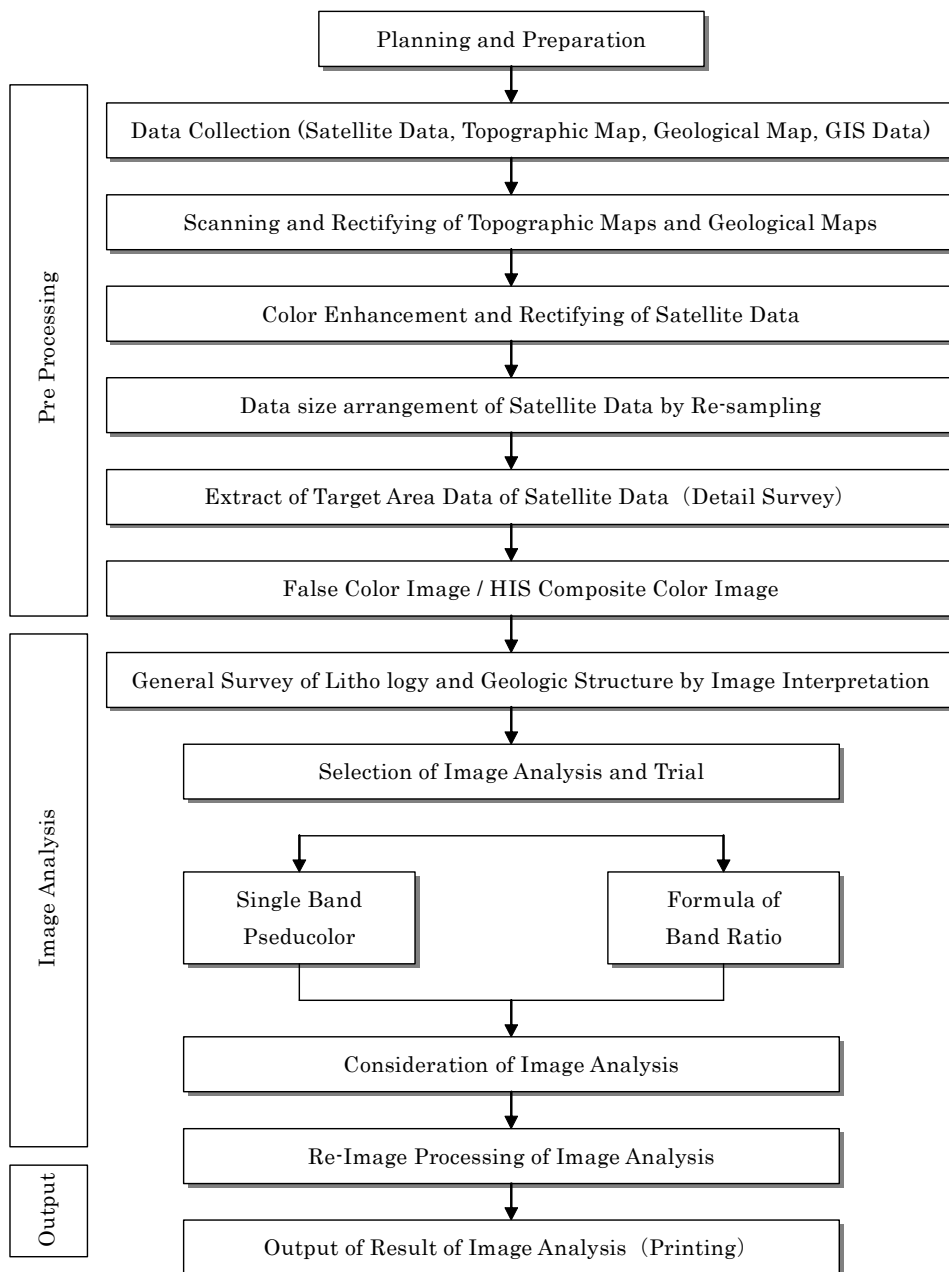 Planning and Preparation
Pre Processing
Data Collection (Satellite Data, Topographic Map, Geological Map, GIS Data)
Scanning and Rectifying of Topographic Maps and Geological Maps
Color Enhancement and Rectifying of Satellite Data
Data size arrangement of Satellite Data by Re-sampling
Extract of Target Area Data of Satellite Data（Detail Survey）
False Color Image / HIS Composite Color Image
Image Analysis
General Survey of Litho logy and Geologic Structure by Image Interpretation
Selection of Image Analysis and Trial
Single Band
Pseducolor
Formula of
Band Ratio
Consideration of Image Analysis
Re-Image Processing of Image Analysis
Output
Output of Result of Image Analysis（Printing）